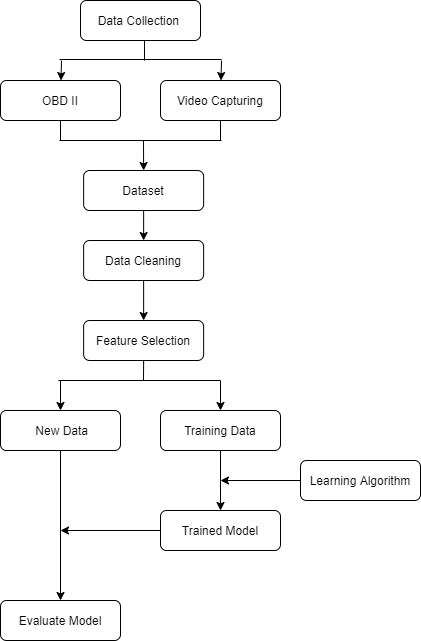 Data Collection
OBD II
Video Capturing
Dataset
Data Cleaning
Feature Selection
New Data
Training Data
Learning Algorithm
Trained Model
Evaluate Model